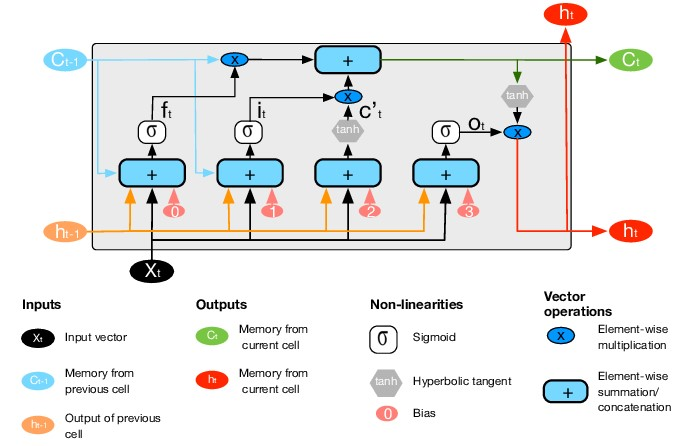 ht
Ct-1
x
+
Ct
tanh
ft
it
x
c't
σ
σ
tanh
σ
ot
x
+
+
+
+
0
1
2
3
ht-1
ht
Xt
Inputs
Xt
Input vector
Ct-1
Memory from
previous cell
ht-1
Output of previous
cell
Outputs
Ct
Memory from
current cell
ht
Memory from
current cell
Non-linearities
σ
Sigmoid
tanh
Hyperbolic tangent
0
Bias
Vector
operations
x
Element-wise
multiplication
+
Element-wise
summation/
concatenation